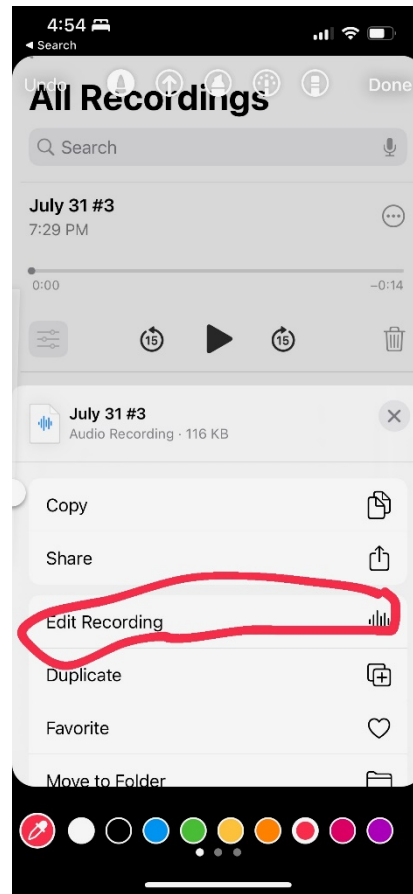 4:54
Search
Undo
Done
All Recordings
Search
July 31 #3
7:29 PM
0:00
−0:14
15
15
July 31 #3
Audio Recording · 116 KB
Copy
Share
Edit Recording
Duplicate
Favorite
Move to Folder